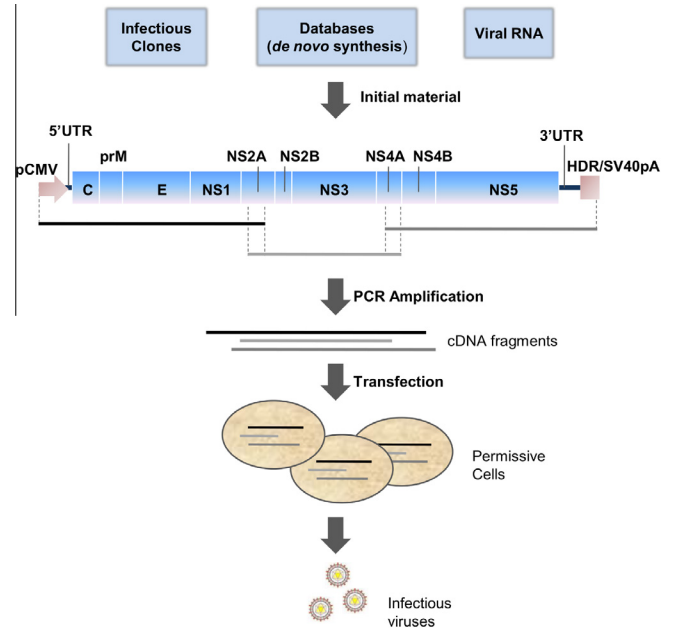 Infectious
Clones
Databases
(de novo synthesis)
Viral RNA
Initial material
5'UTR
3'UTR
pCMV
prM
NS2A
NS2B
NS4A
NS4B
HDR/SV40pA
C
E
NS1
NS3
NS5
PCR Amplification
cDNA fragments
Transfection
Permissive
Cells
Infectious
viruses